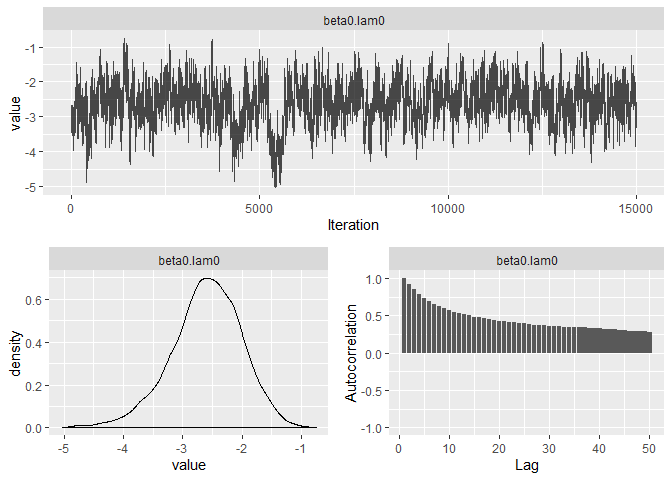 beta0.lam0
value
-1
-2
-3
-4
-5
0 5000 10000 15000
Iteration
beta0.lam0
density
0.6
0.4
0.2
0.0
-5 -4 -3 -2 -1
value
beta0.lam0
Autocorrelation
1.0
0.5
0.0
-0.5
-1.0
0 10 20 30 40 50
Lag